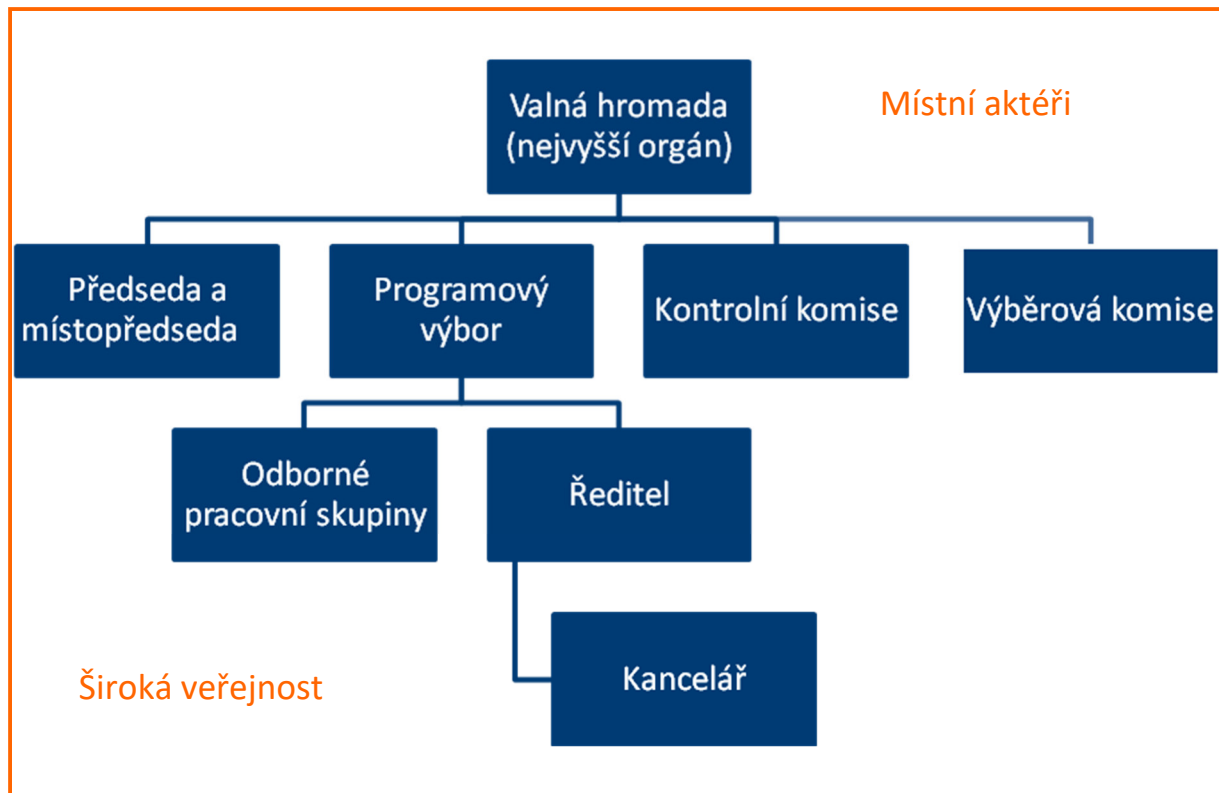 Valná hromada
(nejvyšší orgán)
Místní aktéři
Předseda a
místopředseda
Programový
výbor
Kontrolní komise
Výběrová komise
Odborné
pracovní skupiny
Ředitel
Kancelář
Široká veřejnost